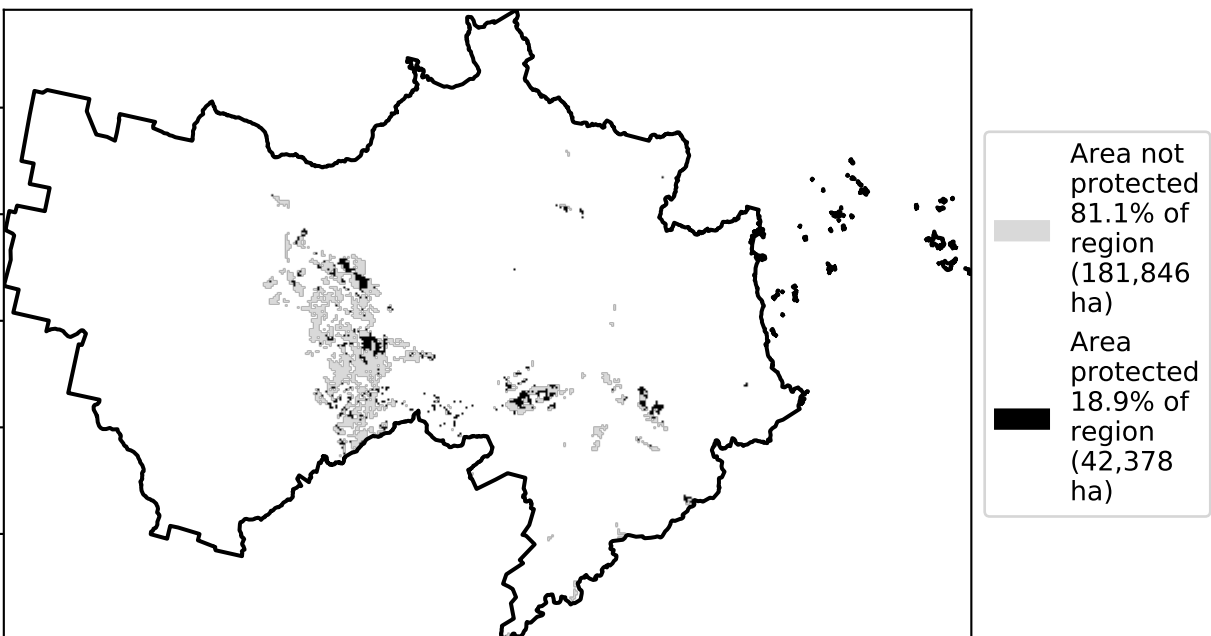 Area not
protected
81.1% of
region
(181,846
ha)
Area
protected
18.9% of
region
(42,378
ha)